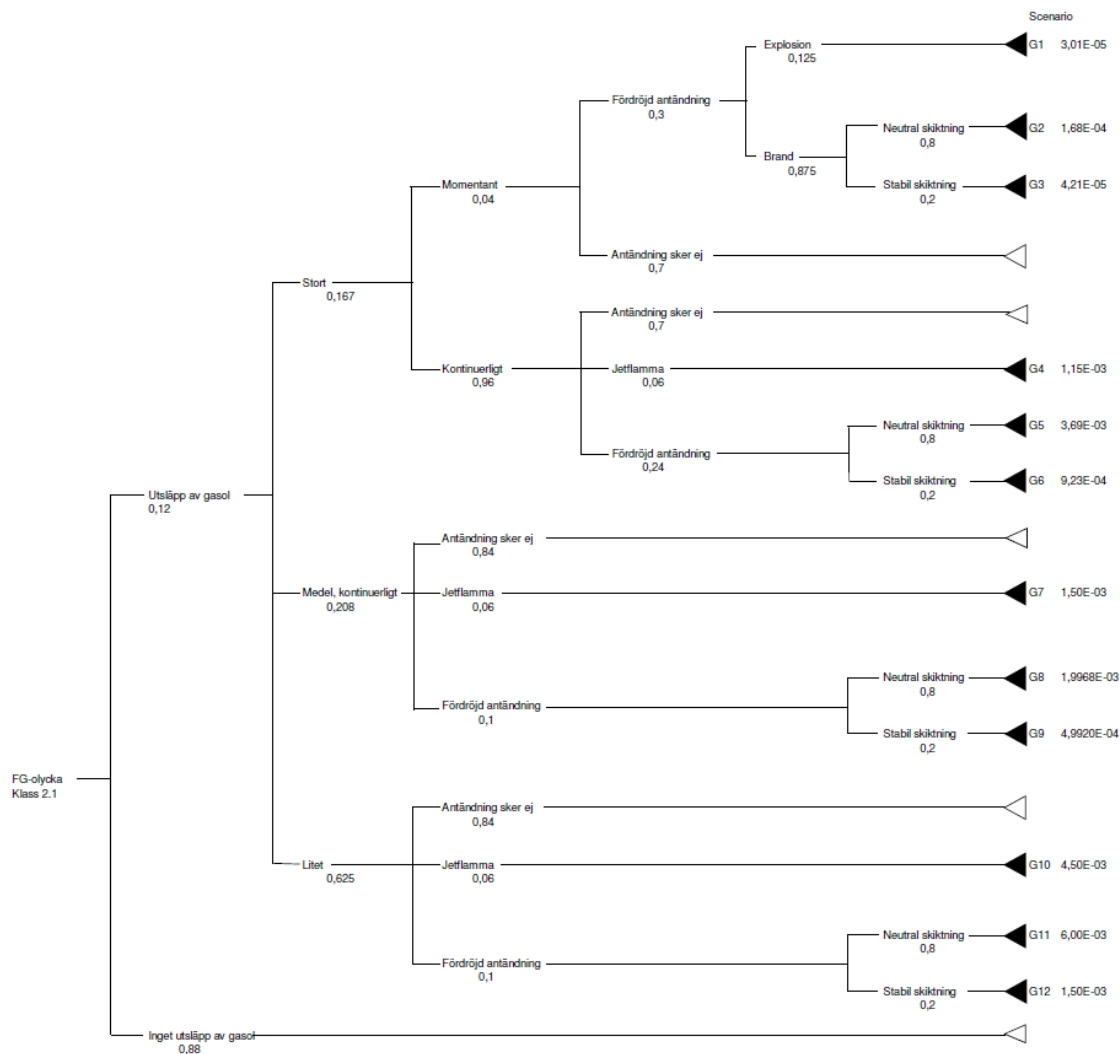 Scenario
Explosion
0,125
G1 3,01E-05
Fördröjd antändning
0,3
Neutral skiktning
0,8
G2 1,68E-04
Brand
0,875
Momentant
0,04
Stabil skiktning
0,2
G3 4,21E-05
Antändning sker ej
0,7
Stort
0,167
Antändning sker ej
0,7
Kontinuerligt
0,96
Jetflamma
0,06
G4 1,15E-03
Neutral skiktning
0,8
G5 3,69E-03
Fördröjd antändning
0,24
Stabil skiktning
0,2
G6 9,23E-04
Utsläpp av gasol
0,12
Antändning sker ej
0,84
Medel, kontinuerligt
0,208
Jetflamma
0,06
G7 1,50E-03
Neutral skiktning
0,8
G8 1,9968E-03
Fördröjd antändning
0,1
Stabil skiktning
0,2
G9 4,9920E-04
FG-olycka
Klass 2.1
Antändning sker ej
0,84
Litet
0,625
Jetflamma
0,06
G10 4,50E-03
Neutral skiktning
0,8
G11 6,00E-03
Fördröjd antändning
0,1
Stabil skiktning
0,2
G12 1,50E-03
Inget utsläpp av gasol
0,88